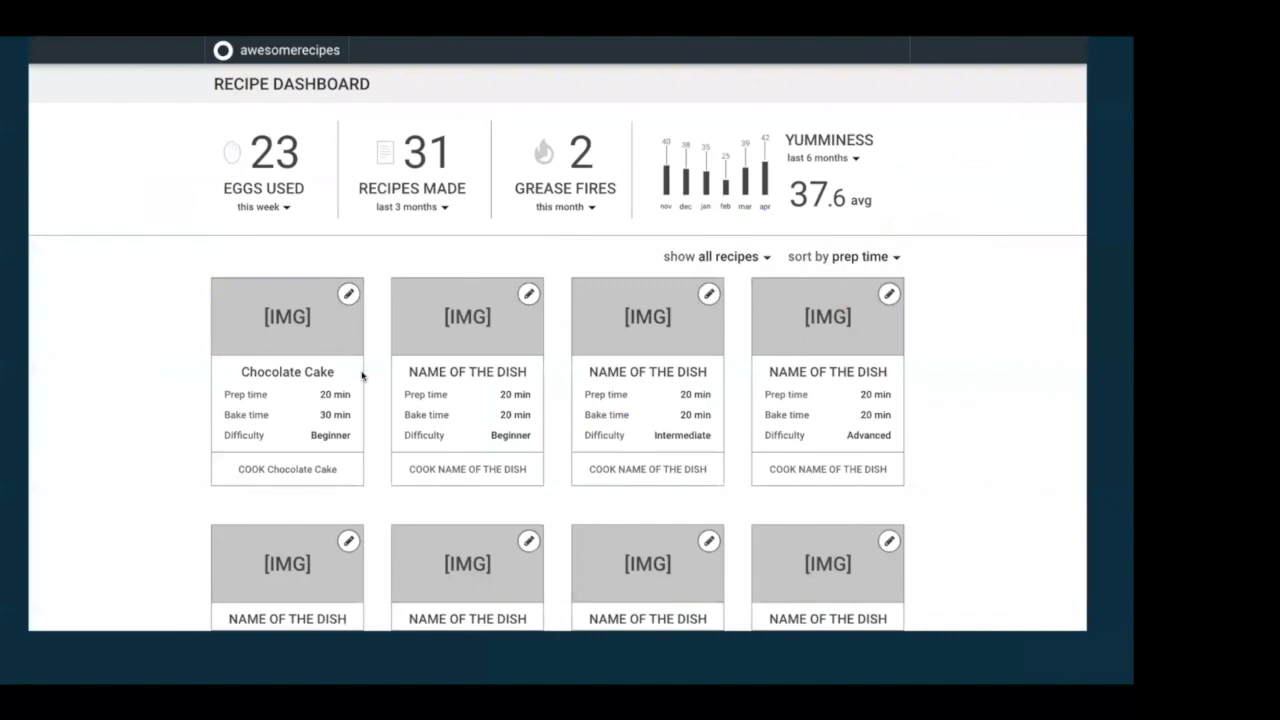 awesomerecipes
RECIPE DASHBOARD
23
EGGS USED
this week
31
RECIPES MADE
last 3 months
2
GREASE FIRES
this month
40 38 35 25 39 42
nov dec jan feb mar apr
YUMMINESS
last 6 months
37.6 avg
show all recipes sort by prep time
[IMG] [IMG] [IMG] [IMG]
Chocolate Cake NAME OF THE DISH NAME OF THE DISH NAME OF THE DISH
Prep time 20 min Prep time 20 min Prep time 20 min Prep time 20 min
Bake time 30 min Bake time 20 min Bake time 20 min Bake time 20 min
Difficulty Beginner Difficulty Beginner Difficulty Intermediate Difficulty Advanced
COOK Chocolate Cake COOK NAME OF THE DISH COOK NAME OF THE DISH COOK NAME OF THE DISH
[IMG] [IMG] [IMG] [IMG]
NAME OF THE DISH NAME OF THE DISH NAME OF THE DISH NAME OF THE DISH